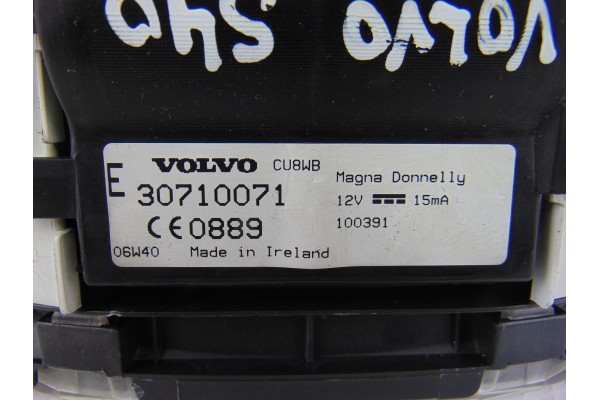 VOLVO S40
E VOLVO CU8WB
30710071
CE0889
06W40 Made in Ireland
Magna Donnelly
12V 15mA
100391